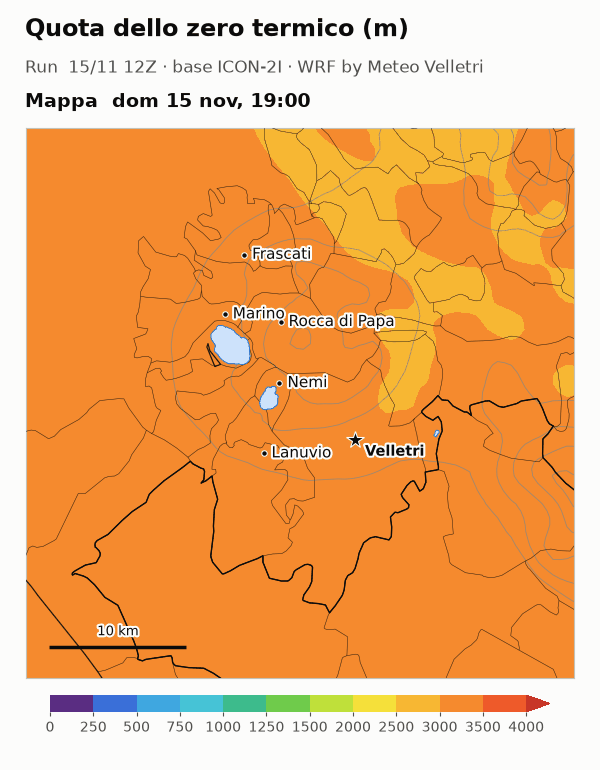 Quota dello zero termico (m)
Run  15/11 12Z · base ICON-2I · WRF by Meteo Velletri
Mappa  dom 15 nov, 19:00
Frascati
Marino
Rocca di Papa
Nemi
Velletri
Lanuvio
10 km
0 250 500 750 1000 1250 1500 2000 2500 3000 3500 4000